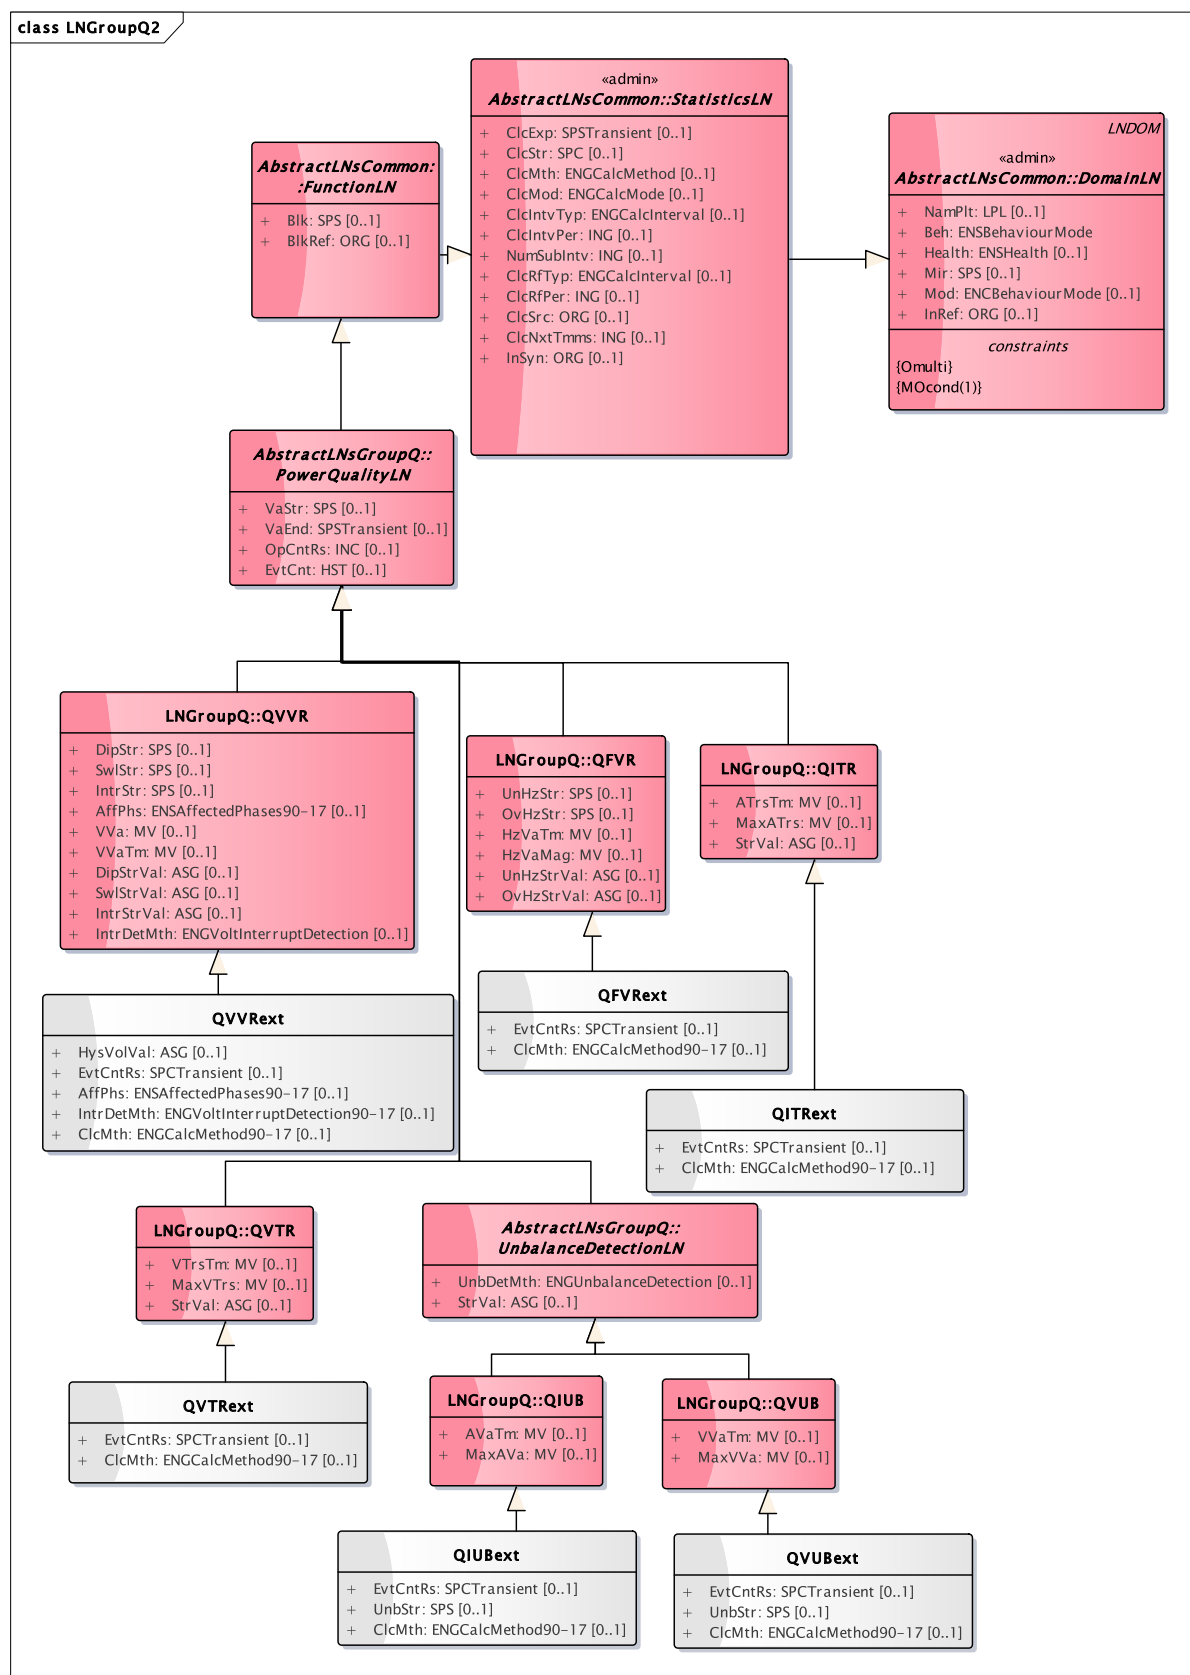 class LNGroupQ2
«admin»
AbstractLNsCommon::StatisticsLN
+ ClcExp: SPSTransient [0..1]
+ ClcStr: SPC [0..1]
+ ClcMth: ENGCalcMethod [0..1]
+ ClcMod: ENGCalcMode [0..1]
+ ClcIntvTyp: ENGCalcInterval [0..1]
+ ClcIntvPer: ING [0..1]
+ NumSubIntv: ING [0..1]
+ ClcRfTyp: ENGCalcInterval [0..1]
+ ClcRfPer: ING [0..1]
+ ClcSrc: ORG [0..1]
+ ClcNxtTmms: ING [0..1]
+ InSyn: ORG [0..1]
LNDOM
«admin»
AbstractLNsCommon::DomainLN
+ NamPlt: LPL [0..1]
+ Beh: ENSBehaviourMode
+ Health: ENSHealth [0..1]
+ Mir: SPS [0..1]
+ Mod: ENCBehaviourMode [0..1]
+ InRef: ORG [0..1]
constraints
{Omulti}
{MOcond(1)}
AbstractLNsCommon:
:FunctionLN
+ Blk: SPS [0..1]
+ BlkRef: ORG [0..1]
AbstractLNsGroupQ::
PowerQualityLN
+ VaStr: SPS [0..1]
+ VaEnd: SPSTransient [0..1]
+ OpCntRs: INC [0..1]
+ EvtCnt: HST [0..1]
LNGroupQ::QVVR
+ DipStr: SPS [0..1]
+ SwlStr: SPS [0..1]
+ IntrStr: SPS [0..1]
+ AffPhs: ENSAffectedPhases90-17 [0..1]
+ VVa: MV [0..1]
+ VVaTm: MV [0..1]
+ DipStrVal: ASG [0..1]
+ SwlStrVal: ASG [0..1]
+ IntrStrVal: ASG [0..1]
+ IntrDetMth: ENGVoltInterruptDetection [0..1]
LNGroupQ::QFVR
+ UnHzStr: SPS [0..1]
+ OvHzStr: SPS [0..1]
+ HzVaTm: MV [0..1]
+ HzVaMag: MV [0..1]
+ UnHzStrVal: ASG [0..1]
+ OvHzStrVal: ASG [0..1]
LNGroupQ::QITR
+ ATrsTm: MV [0..1]
+ MaxATrs: MV [0..1]
+ StrVal: ASG [0..1]
QVVRext
+ HysVolVal: ASG [0..1]
+ EvtCntRs: SPCTransient [0..1]
+ AffPhs: ENSAffectedPhases90-17 [0..1]
+ IntrDetMth: ENGVoltInterruptDetection90-17 [0..1]
+ ClcMth: ENGCalcMethod90-17 [0..1]
QFVRext
+ EvtCntRs: SPCTransient [0..1]
+ ClcMth: ENGCalcMethod90-17 [0..1]
QITRext
+ EvtCntRs: SPCTransient [0..1]
+ ClcMth: ENGCalcMethod90-17 [0..1]
LNGroupQ::QVTR
+ VTrsTm: MV [0..1]
+ MaxVTrs: MV [0..1]
+ StrVal: ASG [0..1]
AbstractLNsGroupQ::
UnbalanceDetectionLN
+ UnbDetMth: ENGUnbalanceDetection [0..1]
+ StrVal: ASG [0..1]
QVTRext
+ EvtCntRs: SPCTransient [0..1]
+ ClcMth: ENGCalcMethod90-17 [0..1]
LNGroupQ::QIUB
+ AVaTm: MV [0..1]
+ MaxAVa: MV [0..1]
LNGroupQ::QVUB
+ VVaTm: MV [0..1]
+ MaxVVa: MV [0..1]
QIUBext
+ EvtCntRs: SPCTransient [0..1]
+ UnbStr: SPS [0..1]
+ ClcMth: ENGCalcMethod90-17 [0..1]
QVUBext
+ EvtCntRs: SPCTransient [0..1]
+ UnbStr: SPS [0..1]
+ ClcMth: ENGCalcMethod90-17 [0..1]